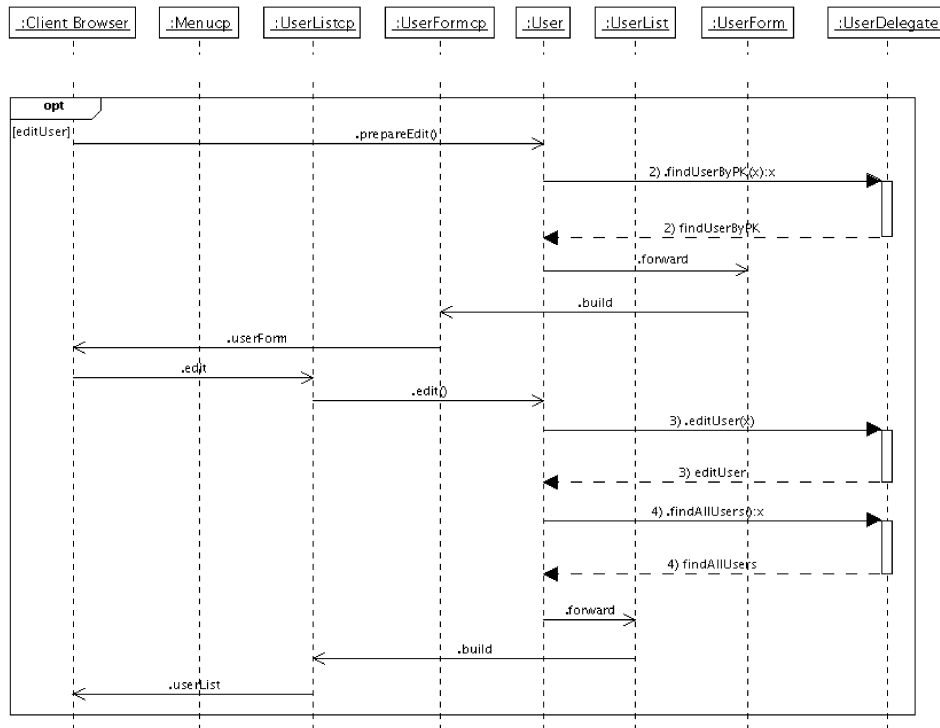 :Client Browser :Menucp :UserListcp :UserFormcp :User :UserList :UserForm :UserDelegate
opt
[editUser]
.prepareEdit()
2) .findUserByPK(x):x
2) findUserByPK
.forward
.build
.userForm
.edit
.edit()
3) .editUser(x)
3) editUser
4) .findAllUsers():x
4) findAllUsers
.forward
.build
.userList